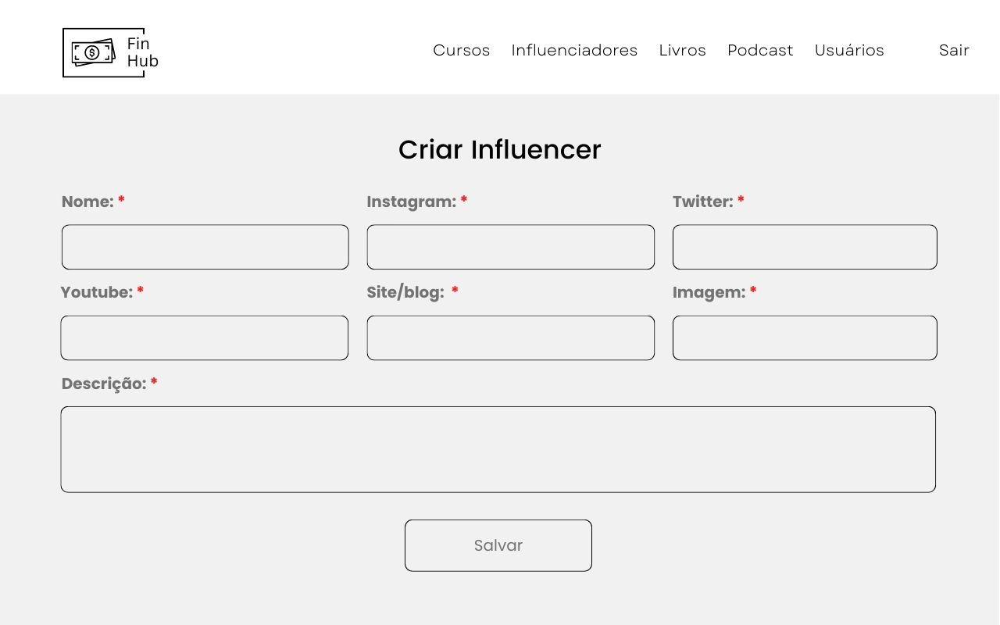 Fin
Hub
Cursos Influenciadores Livros Podcast Usuários Sair
Criar Influencer
Nome: * Instagram: * Twitter: *
Youtube: * Site/blog: * Imagem: *
Descrição: *
Salvar